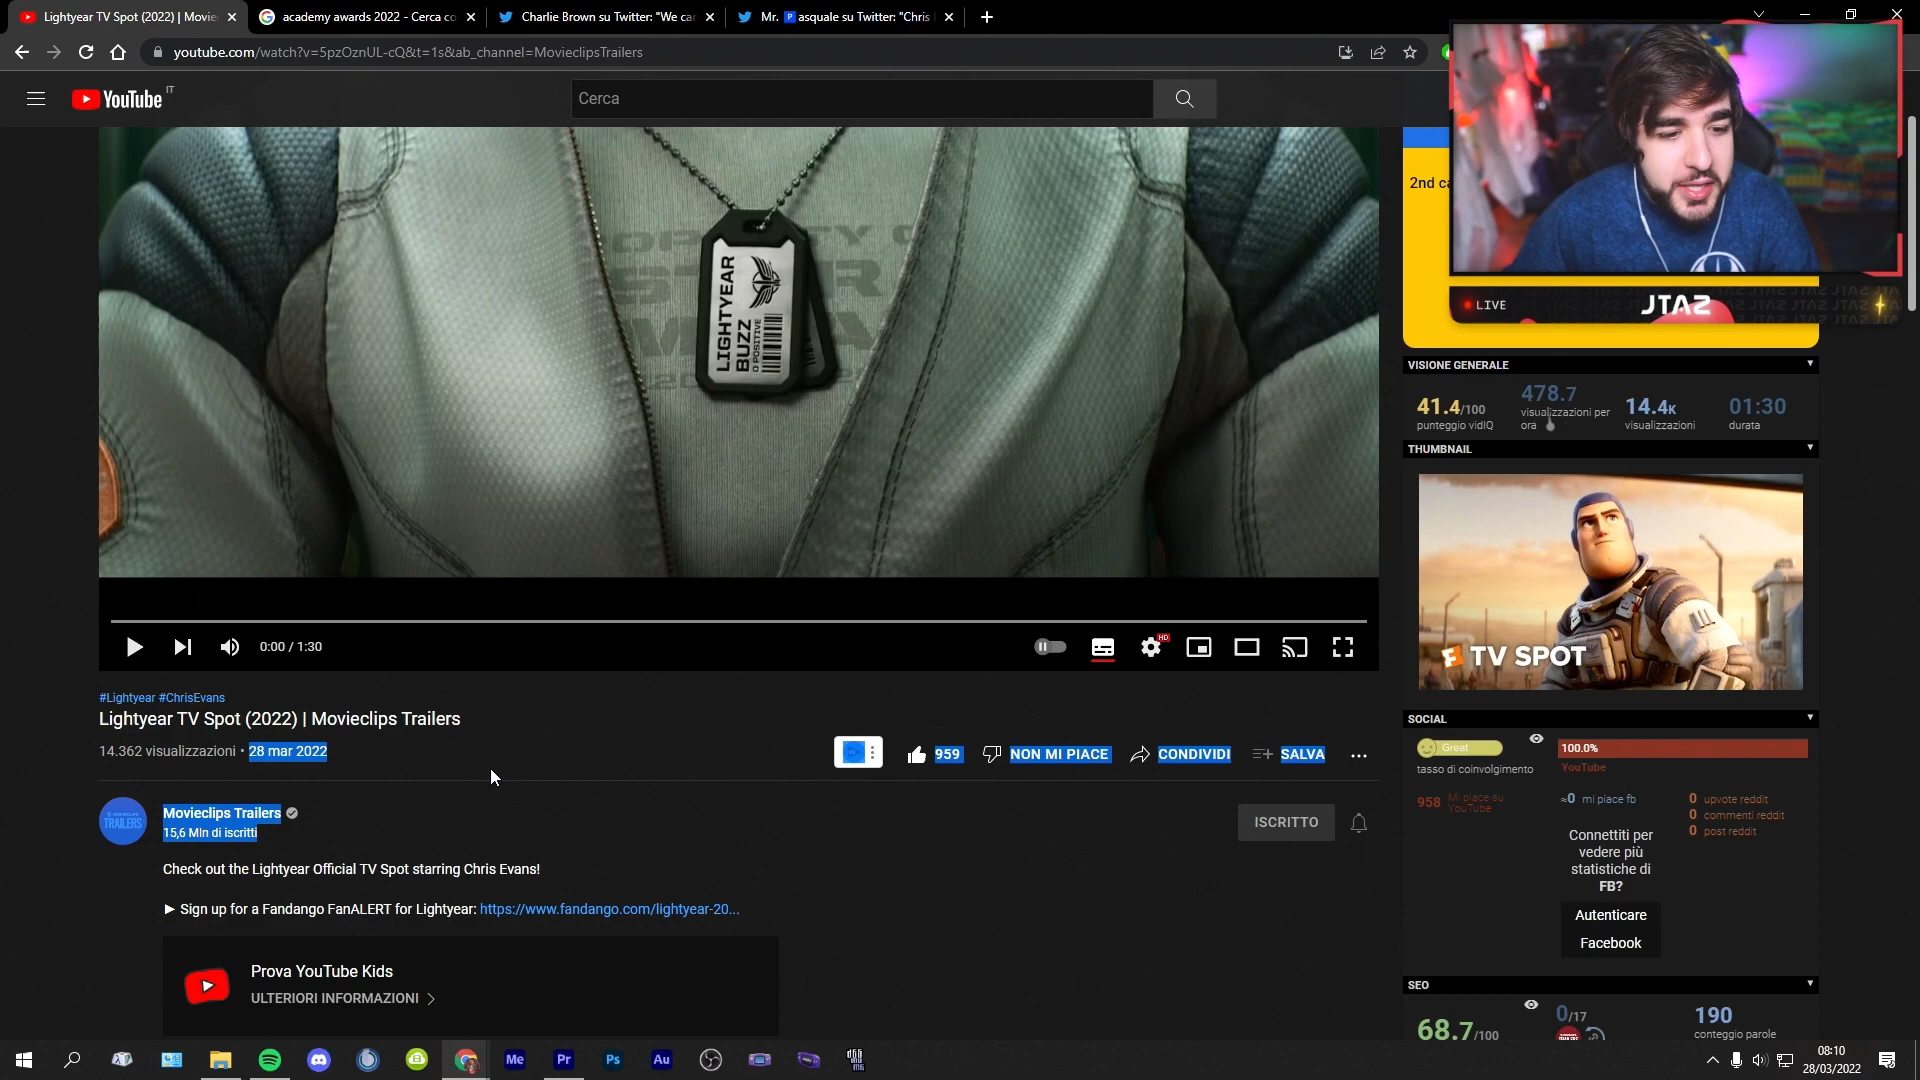 Lightyear TV Spot (2022) | Movie
academy awards 2022 - Cerca co
Charlie Brown su Twitter: "We car
Mr. P asquale su Twitter: "Chris
youtube.com/watch?v=5pzOznUL-cQ&t=1s&ab_channel=MovieclipsTrailers
YouTube IT
Cerca
2nd ca
LIVE
JTAZ
LIGHTYEAR
BUZZ
O POSITIVE
0:00 / 1:30
HD
#Lightyear #ChrisEvans
Lightyear TV Spot (2022) | Movieclips Trailers
14.362 visualizzazioni • 28 mar 2022
959
NON MI PIACE
CONDIVIDI
SALVA
TRAILERS
Movieclips Trailers
15,6 Mln di iscritti
ISCRITTO
Check out the Lightyear Official TV Spot starring Chris Evans!
► Sign up for a Fandango FanALERT for Lightyear: https://www.fandango.com/lightyear-20...
Prova YouTube Kids
ULTERIORI INFORMAZIONI
VISIONE GENERALE
41.4/100
punteggio vidIQ
478.7
visualizzazioni per
ora
14.4K
visualizzazioni
01:30
durata
THUMBNAIL
TV SPOT
SOCIAL
Great
tasso di coinvolgimento
100.0%
YouTube
958 Mi piace su
YouTube
≈0 mi piace fb
0 upvote reddit
0 commenti reddit
0 post reddit
Connettiti per
vedere più
statistiche di
FB?
Autenticare
Facebook
SEO
68.7/100
0/17
190
conteggio parole
Me
Pr
Ps
Au
08:10
28/03/2022